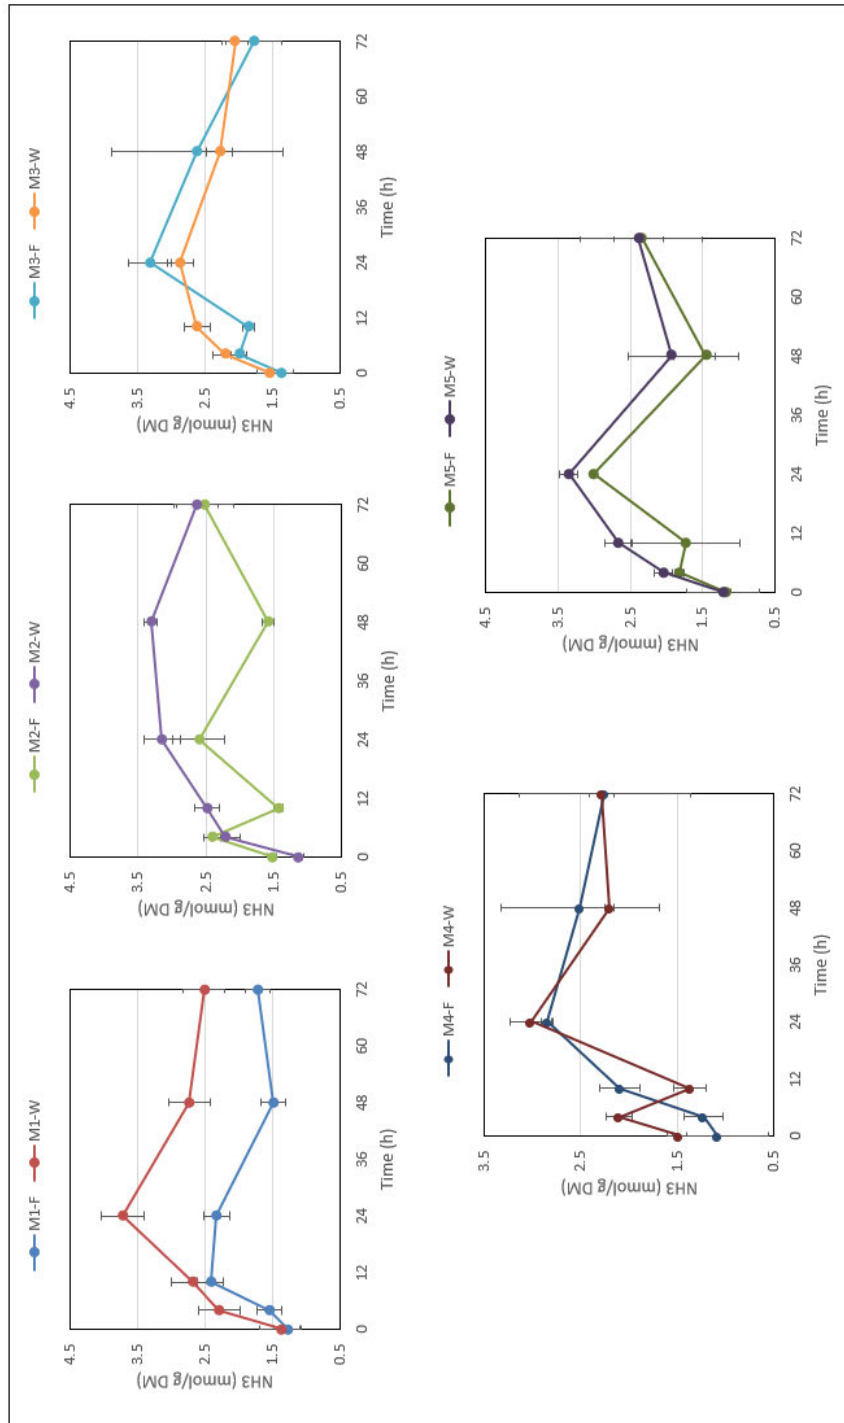 M1-F M1-W
4.5
3.5
2.5
1.5
0.5
NH3 (mmol/g DM)
0 12 24 36 48 60 72
Time (h)
M2-F M2-W
4.5
3.5
2.5
1.5
0.5
NH3 (mmol/g DM)
0 12 24 36 48 60 72
Time (h)
M3-F M3-W
4.5
3.5
2.5
1.5
0.5
NH3 (mmol/g DM)
0 12 24 36 48 60 72
Time (h)
M4-F M4-W
3.5
2.5
1.5
0.5
NH3 (mmol/g DM)
0 12 24 36 48 60 72
Time (h)
M5-F M5-W
4.5
3.5
2.5
1.5
0.5
NH3 (mmol/g DM)
0 12 24 36 48 60 72
Time (h)